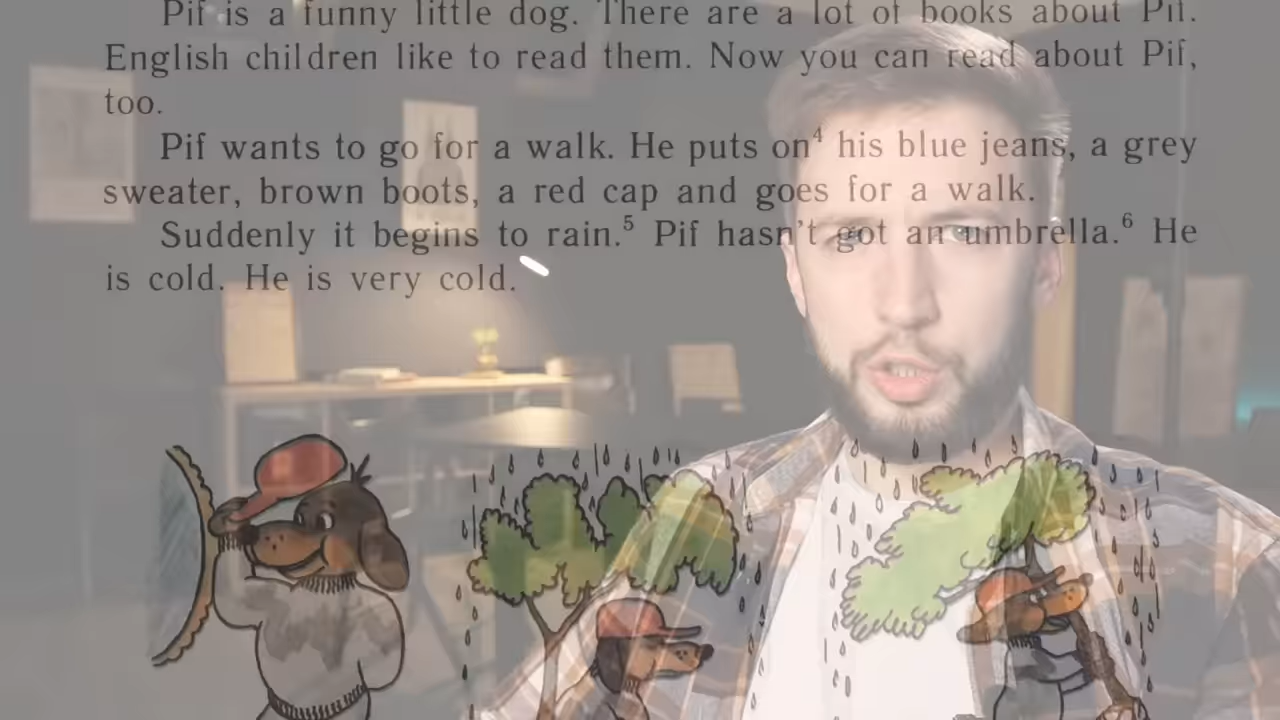 Pif is a funny little dog. There are a lot of books about Pif.
English children like to read them. Now you can read about Pif,
too.
Pif wants to go for a walk. He puts on⁴ his blue jeans, a grey
sweater, brown boots, a red cap and goes for a walk.
Suddenly it begins to rain.⁵ Pif hasn't got an umbrella.⁶ He
is cold. He is very cold.